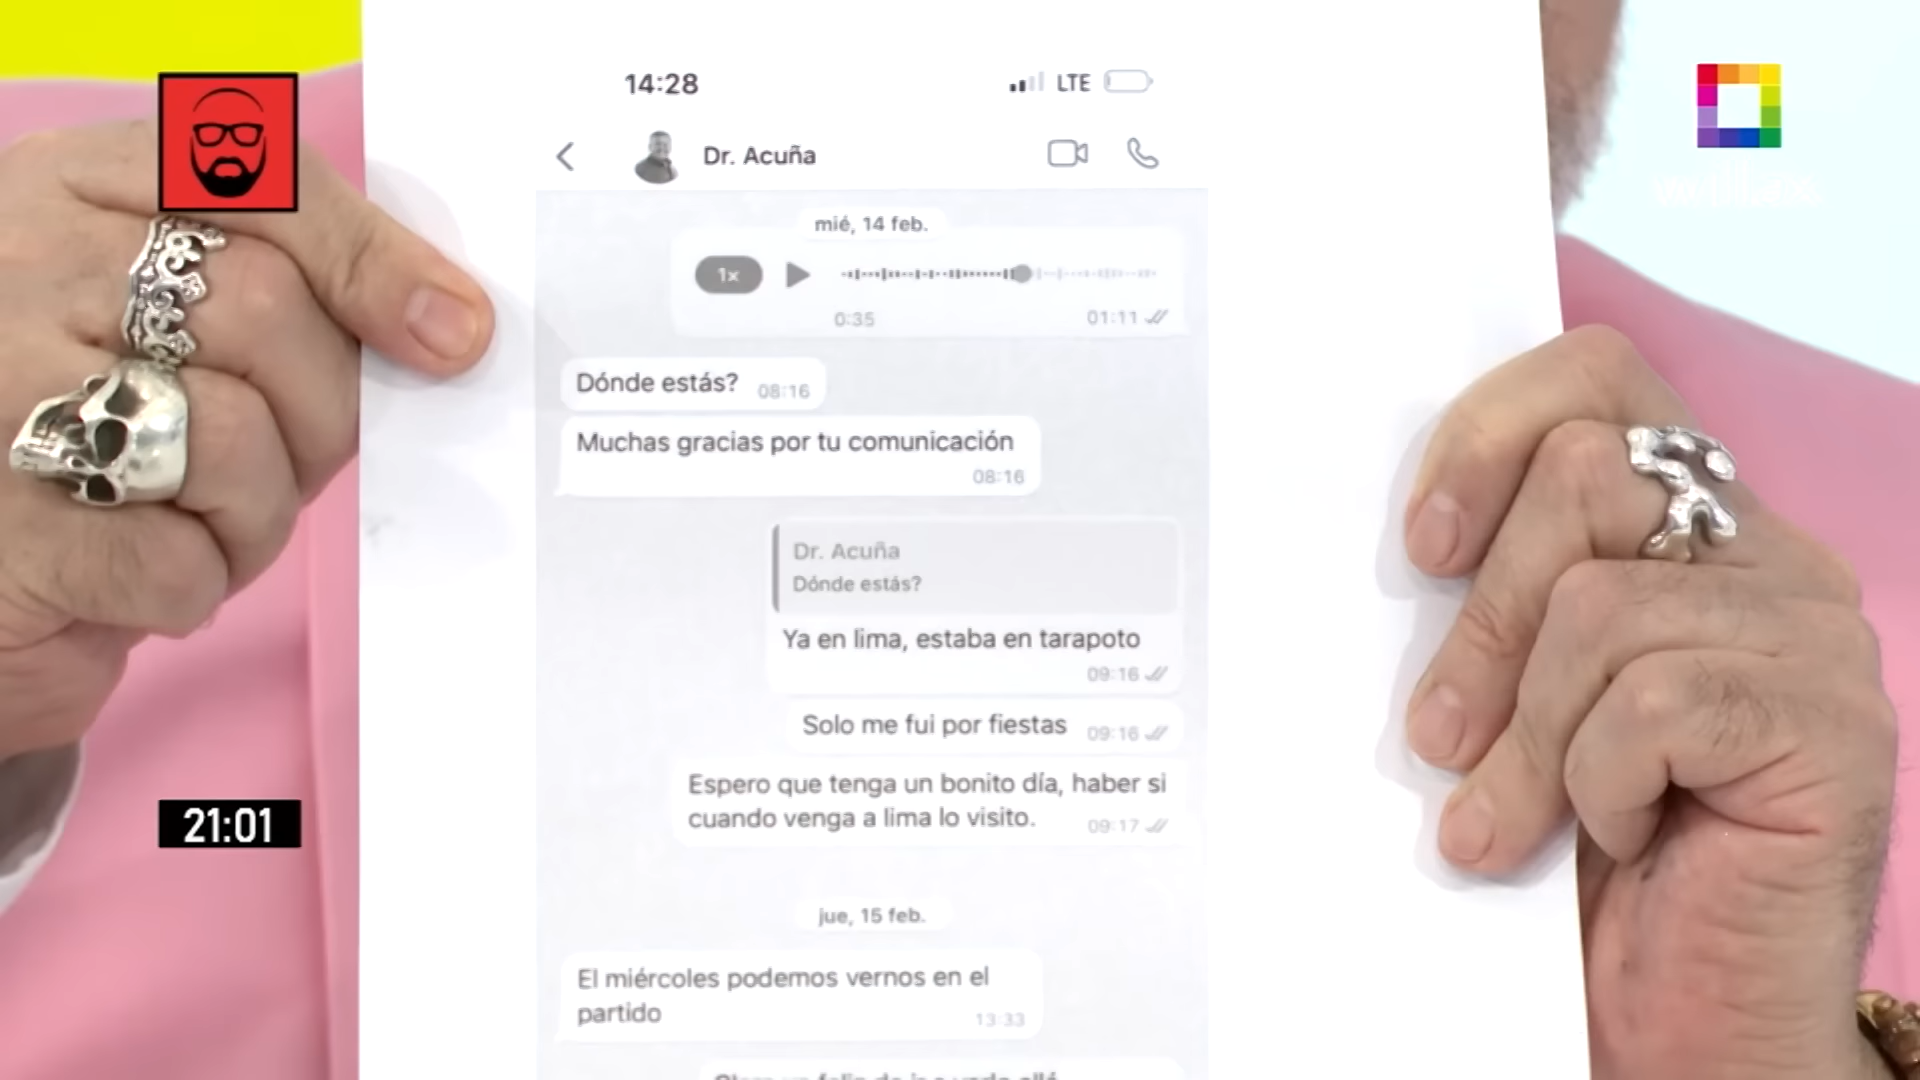 14:28
LTE
Dr. Acuña
mié, 14 feb.
1x
0:35
01:11
Dónde estás?
08:16
Muchas gracias por tu comunicación
08:16
Dr. Acuña
Dónde estás?
Ya en lima, estaba en tarapoto
09:16
Solo me fui por fiestas
09:16
Espero que tenga un bonito día, haber si
cuando venga a lima lo visito.
09:17
jue, 15 feb.
El miércoles podemos vernos en el
partido
13:33
21:01